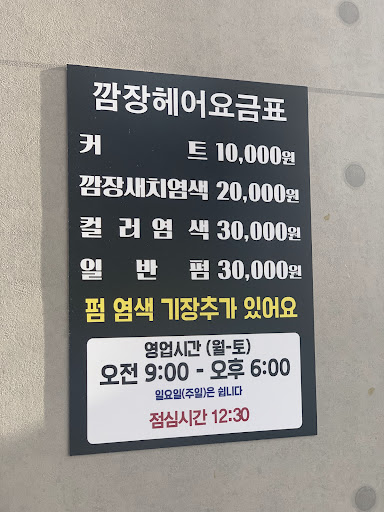 깜장헤어요금표
커 트 10,000원
깜장새치염색 20,000원
컬러염색 30,000원
일반펌 30,000원
펌 염색 기장추가 있어요
영업시간 (월-토)
오전 9:00 - 오후 6:00
일요일(주일)은 쉽니다
점심시간 12:30